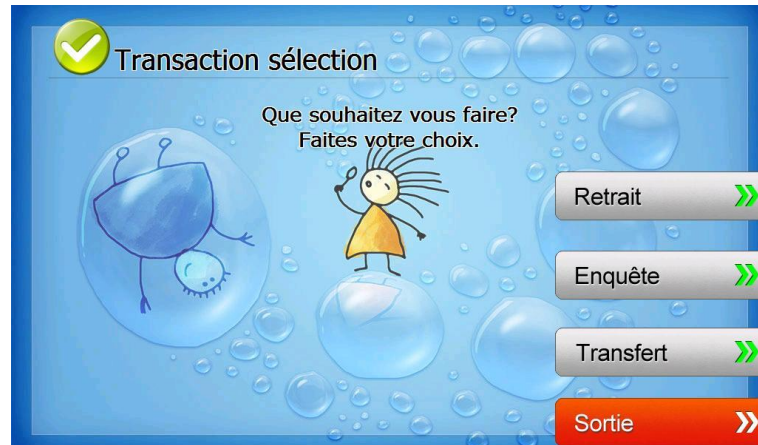 Transaction sélection
Que souhaitez vous faire?
Faites votre choix.
Retrait
Enquête
Transfert
Sortie